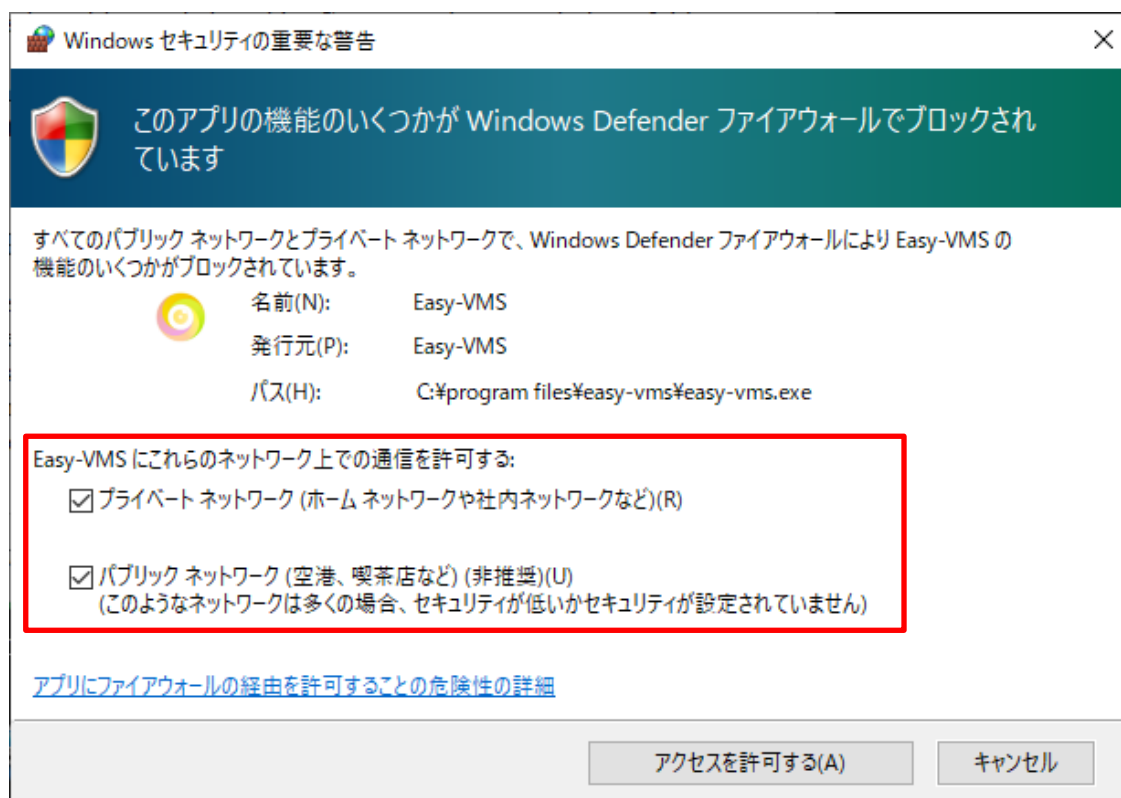 Windows セキュリティの重要な警告
このアプリの機能のいくつかが Windows Defender ファイアウォールでブロックされ
ています
すべてのパブリック ネットワークとプライベート ネットワークで、Windows Defender ファイアウォールにより Easy-VMS の
機能のいくつかがブロックされています。
名前(N): Easy-VMS
発行元(P): Easy-VMS
パス(H): C:¥program files¥easy-vms¥easy-vms.exe
Easy-VMS にこれらのネットワーク上での通信を許可する:
プライベート ネットワーク (ホーム ネットワークや社内ネットワークなど)(R)
パブリック ネットワーク (空港、喫茶店など) (非推奨)(U)
(このようなネットワークは多くの場合、セキュリティが低いかセキュリティが設定されていません)
アプリにファイアウォールの経由を許可することの危険性の詳細
アクセスを許可する(A) キャンセル